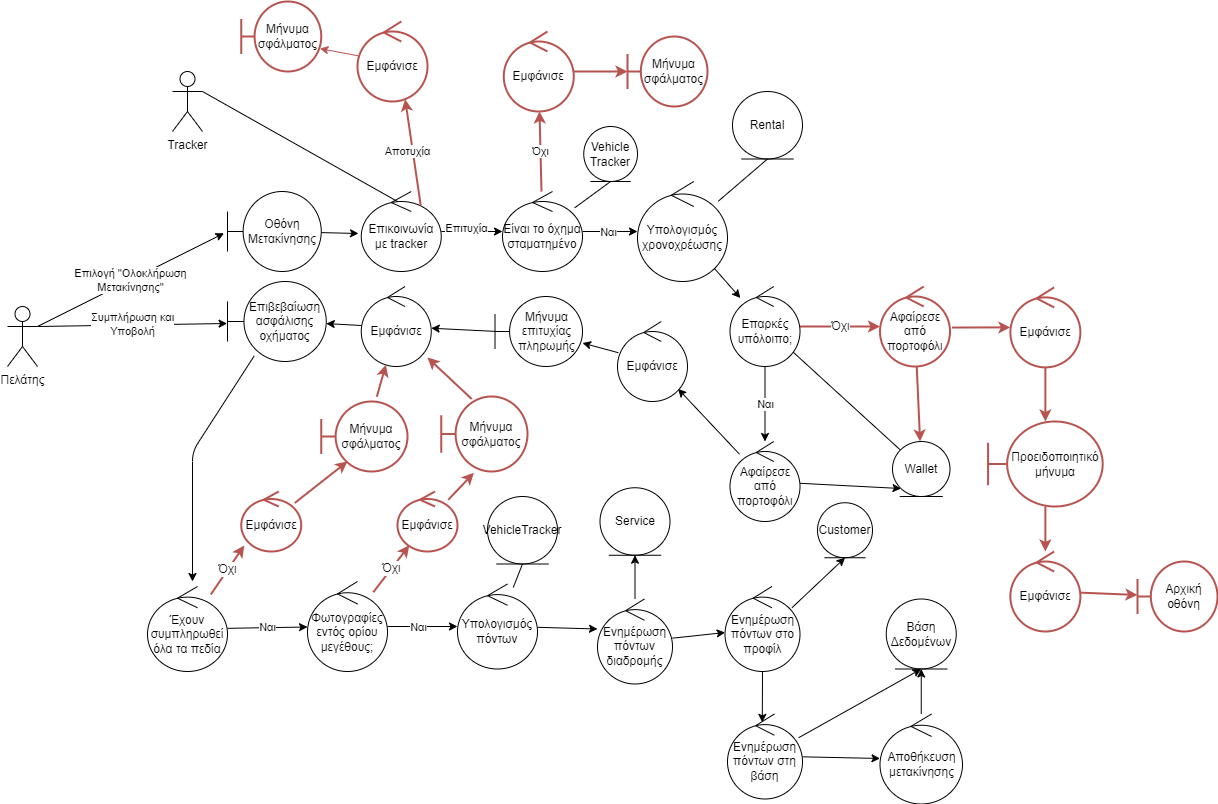 Μήνυμα
σφάλματος
Εμφάνισε
Εμφάνισε
Μήνυμα
σφάλματος
Tracker
Αποτυχία
Όχι
Vehicle
Tracker
Rental
Οθόνη
Μετακίνησης
Επικοινωνία
με tracker
Επιτυχία
Είναι το όχημα
σταματημένο
Ναι
Υπολογισμός
χρονοχρέωσης
Επιλογή "Ολοκλήρωση
Μετακίνησης"
Συμπλήρωση και
Υποβολή
Πελάτης
Επιβεβαίωση
ασφάλισης
οχήματος
Εμφάνισε
Μήνυμα
επιτυχίας
πληρωμής
Εμφάνισε
Επαρκές
υπόλοιπο;
Όχι
Αφαίρεσε
από
πορτοφόλι
Εμφάνισε
Ναι
Μήνυμα
σφάλματος
Μήνυμα
σφάλματος
Αφαίρεσε
από
πορτοφόλι
Wallet
Προειδοποιητικό
μήνυμα
Εμφάνισε
Εμφάνισε
VehicleTracker
Service
Customer
Όχι
Όχι
Εμφάνισε
Αρχική
οθόνη
Έχουν
συμπληρωθεί
όλα τα πεδία
Ναι
Φωτογραφίες
εντός ορίου
μεγέθους;
Ναι
Υπολογισμός
πόντων
Ενημέρωση
πόντων
διαδρομής
Ενημέρωση
πόντων στο
προφίλ
Βάση
Δεδομένων
Ενημέρωση
πόντων στη
βάση
Αποθήκευση
μετακίνησης